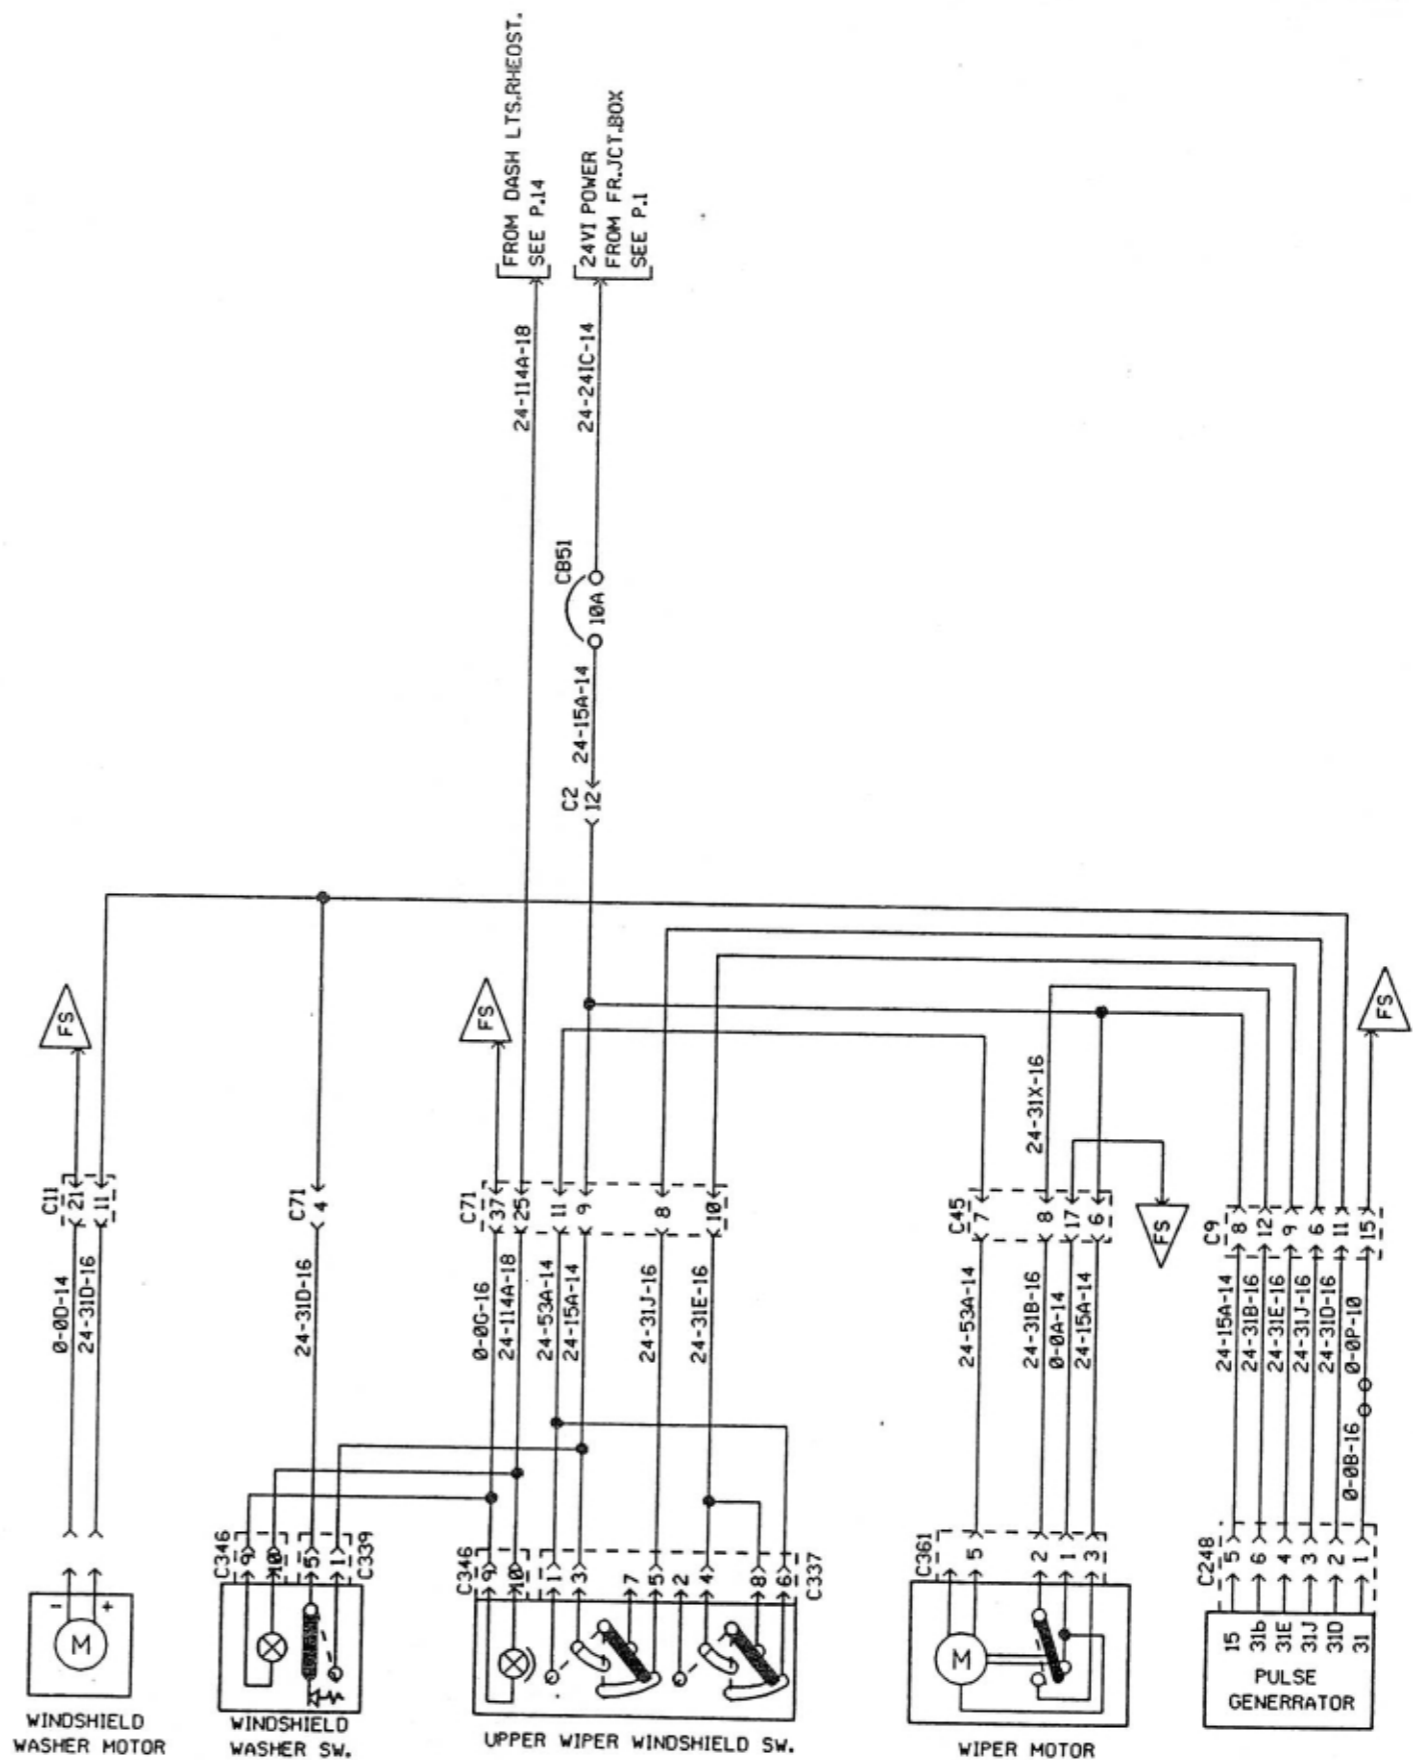 FROM DASH LTS.RHEOST.
SEE P.14
24VI POWER
FROM FR.JCT.BOX
SEE P.1
24-114A-18
24-24IC-14
CB51
10A
24-15A-14
C2
12
FS
FS
FS
FS
C11
21
11
0-0D-14
24-31D-16
C71
4
24-31D-16
C71
37
25
11
9
8
10
0-0G-16
24-114A-18
24-53A-14
24-15A-14
24-31J-16
24-31E-16
24-31X-16
C45
7
8
17
6
24-53A-14
24-31B-16
0-0A-14
24-15A-14
C9
8
12
9
6
11
15
24-15A-14
24-31B-16
24-31E-16
24-31J-16
24-31D-16
0-0P-10
0-0B-16
C346
9
10
5
1
C339
C346
9
10
1
3
7
5
2
4
8
6
C337
C361
5
2
1
3
C248
5
6
4
3
2
1
- +
M
M
15
31b
31E
31J
31D
31
PULSE
GENERRATOR
WINDSHIELD
WASHER MOTOR
WINDSHIELD
WASHER SW.
UPPER WIPER WINDSHIELD SW.
WIPER MOTOR